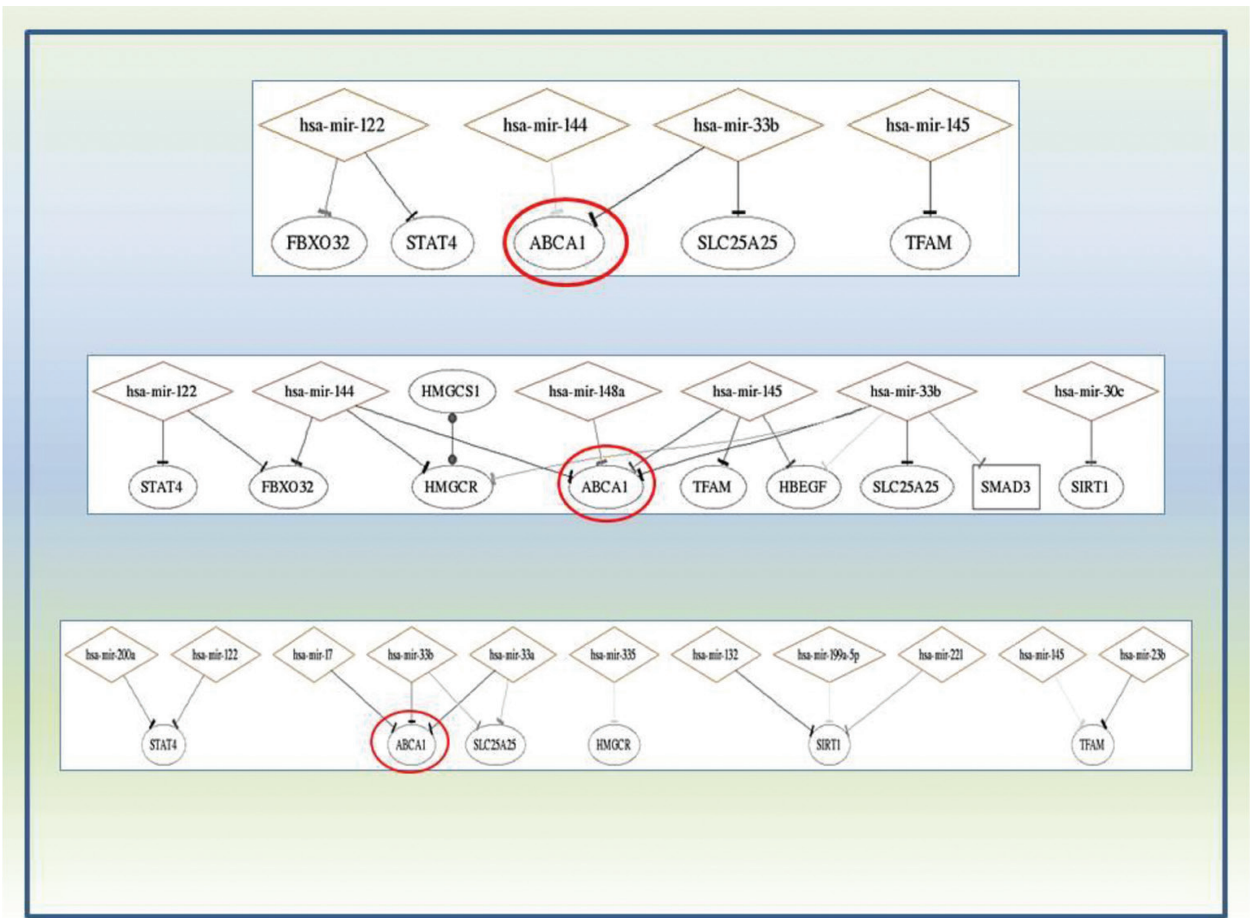 hsa-mir-122 hsa-mir-144 hsa-mir-33b hsa-mir-145
FBXO32 STAT4 ABCA1 SLC25A25 TFAM
hsa-mir-122 hsa-mir-144 HMGCS1 hsa-mir-148a hsa-mir-145 hsa-mir-33b hsa-mir-30c
STAT4 FBXO32 HMGCR ABCA1 TFAM HBEGF SLC25A25 SMAD3 SIRT1
hsa-mir-200a hsa-mir-122 hsa-mir-17 hsa-mir-33b hsa-mir-33a hsa-mir-335 hsa-mir-132 hsa-mir-199a-5p hsa-mir-221 hsa-mir-145 hsa-mir-23b
STAT4 ABCA1 SLC25A25 HMGCR SIRT1 TFAM